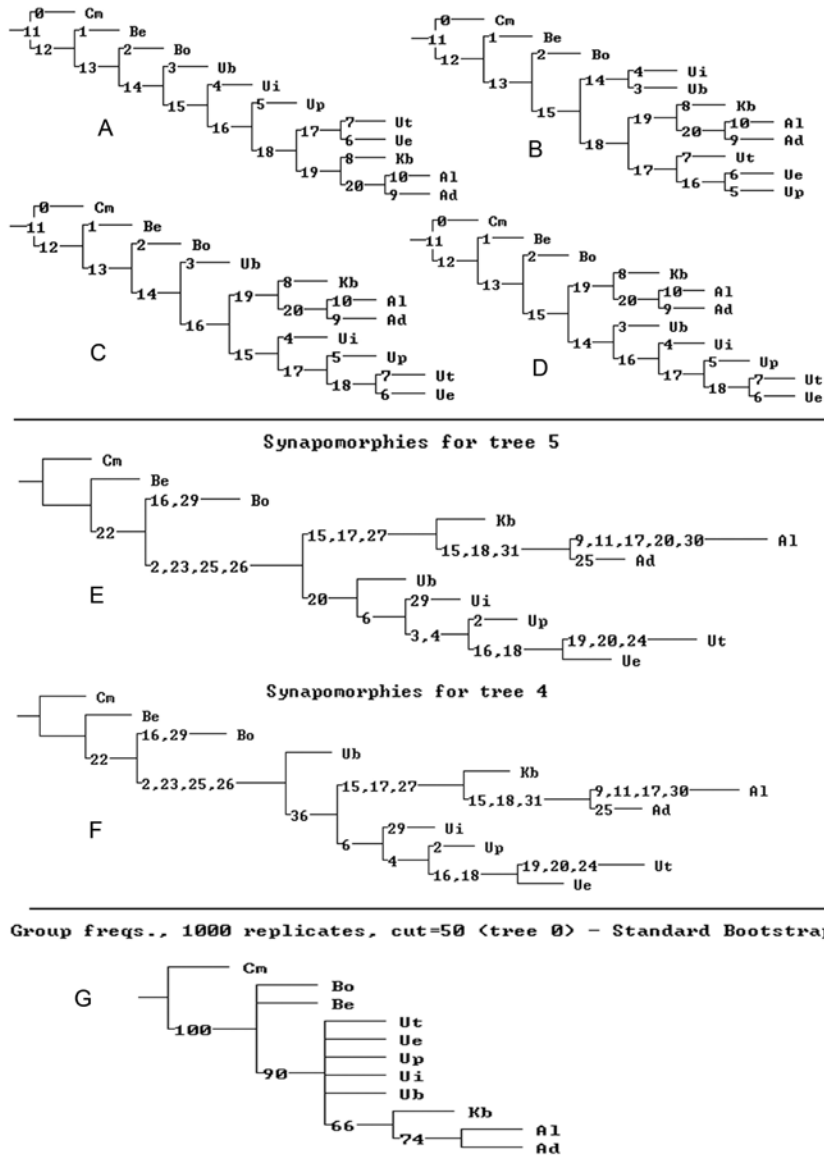 0 Cm
11 1 Be
12 2 Bo
13 3 Ub
14 4 Ui
15 5 Up
16 7 Ut
17 6 Ue
18 8 Kb
19 10 Al
20 9 Ad
A
0 Cm
11 1 Be
12 2 Bo
13 14 4 Ui
3 Ub
15 19 8 Kb
20 10 Al
9 Ad
18 7 Ut
17 6 Ue
16 5 Up
B
0 Cm
11 1 Be
12 2 Bo
13 3 Ub
14 8 Kb
19 10 Al
20 9 Ad
16 4 Ui
15 5 Up
17 7 Ut
18 6 Ue
C
0 Cm
11 1 Be
12 2 Bo
13 8 Kb
19 10 Al
20 9 Ad
15 3 Ub
14 4 Ui
16 5 Up
17 7 Ut
18 6 Ue
D
Synapomorphies for tree 5
Cm
Be
16,29 Bo
22
15,17,27 Kb
15,18,31 9,11,17,20,30 Al
25 Ad
2,23,25,26
E
20 Ub
6 29 Ui
3,4 2 Up
16,18 19,20,24 Ut
Ue
Synapomorphies for tree 4
Cm
Be
16,29 Bo
22
Ub
2,23,25,26
15,17,27 Kb
15,18,31 9,11,17,30 Al
25 Ad
36
F
6 29 Ui
4 2 Up
16,18 19,20,24 Ut
Ue
Group freqs., 1000 replicates, cut=50 (tree 0) - Standard Bootstrap
G
Cm
Bo
Be
100
Ut
Ue
Up
90 Ui
Ub
66 Kb
74 Al
Ad